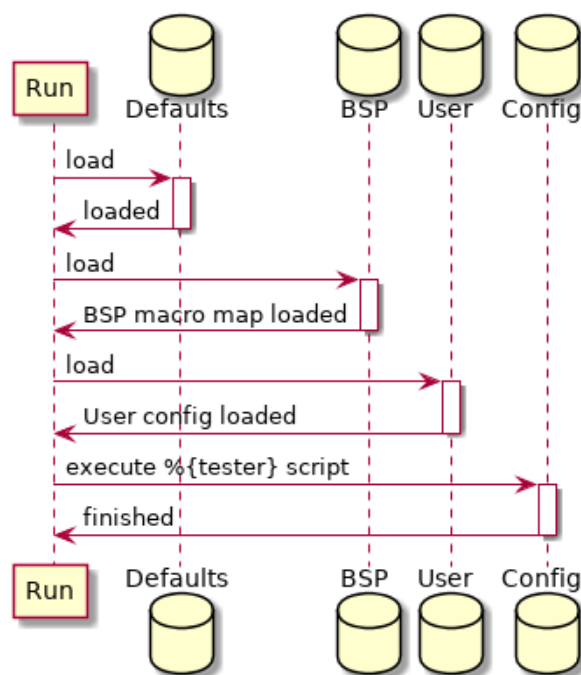 Run
Defaults
BSP
User
Config
load
loaded
load
BSP macro map loaded
load
User config loaded
execute %{tester} script
finished
Run
Defaults
BSP
User
Config